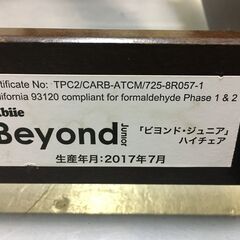 tificate No: TPC2/CARB-ATCM/725-8R057-1
lifornia 93120 compliant for formaldehyde Phase 1 & 2
biie
Beyond Junior
「ビヨンド・ジュニア」
ハイチェア
生産年月：2017年7月